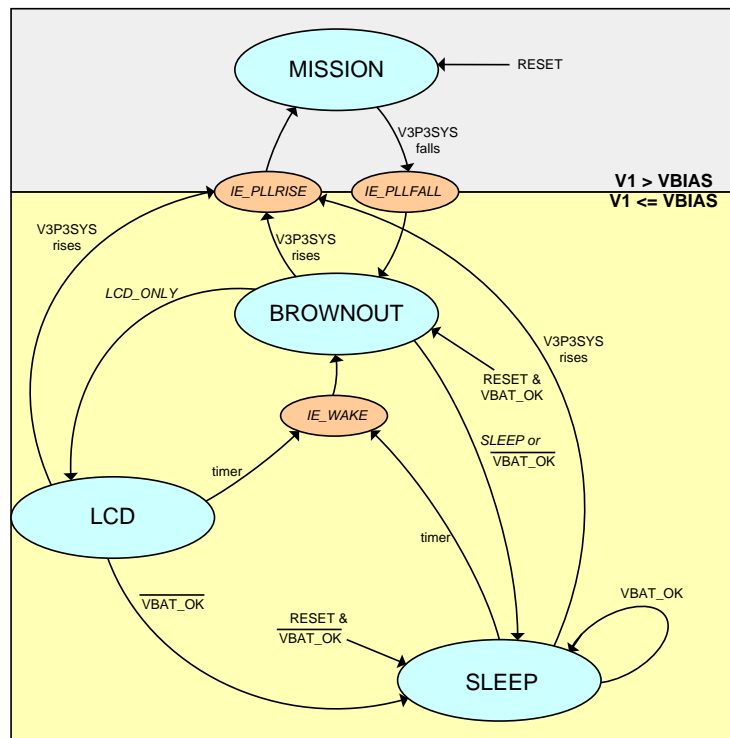 MISSION
RESET
V3P3SYS
falls
IE_PLLRISE
IE_PLLFALL
V1 > VBIAS
V1 <= VBIAS
V3P3SYS
rises
V3P3SYS
rises
LCD_ONLY
BROWNOUT
V3P3SYS
rises
RESET &
VBAT_OK
IE_WAKE
SLEEP or
VBAT_OK
timer
LCD
timer
VBAT_OK
VBAT_OK
RESET &
VBAT_OK
SLEEP